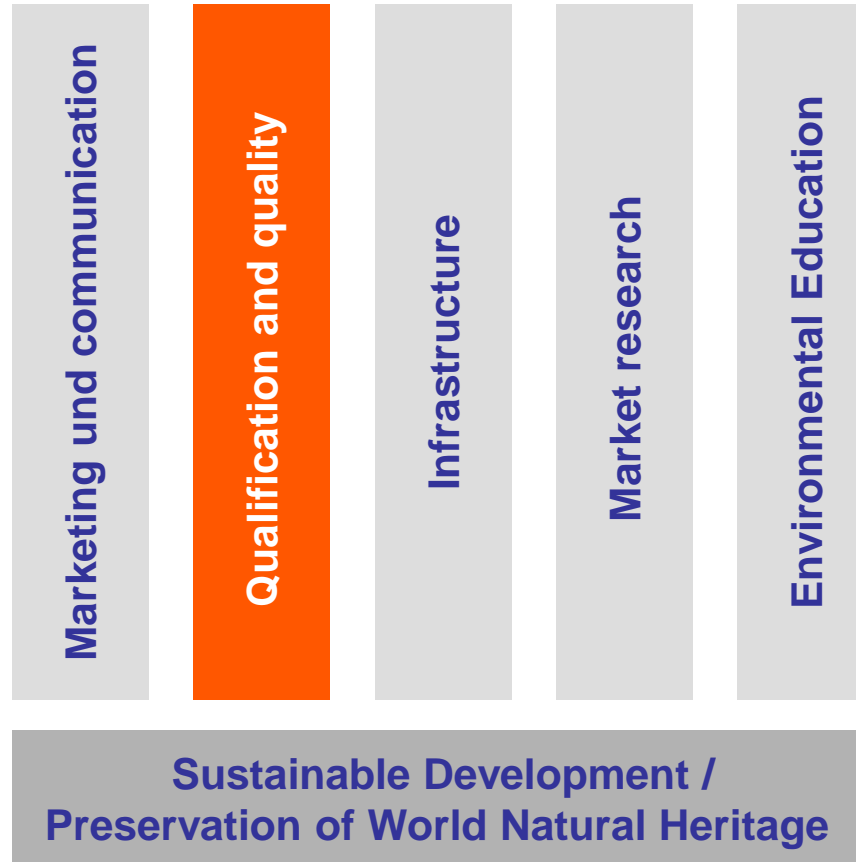 Marketing und communication
Qualification and quality
Infrastructure
Market research
Environmental Education
Sustainable Development /
Preservation of World Natural Heritage